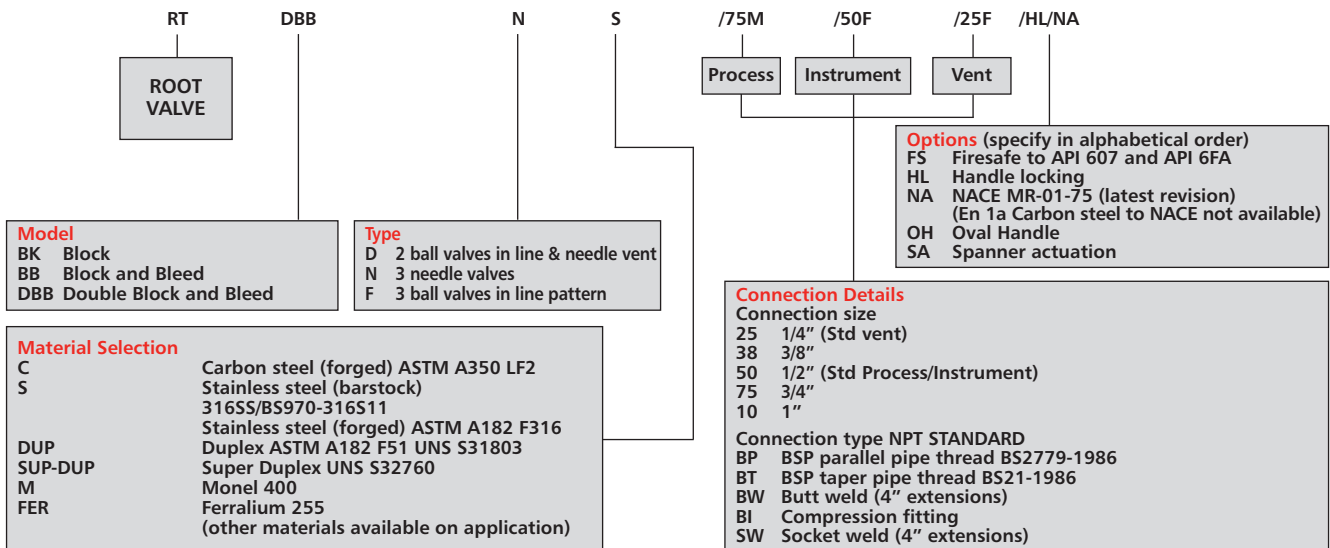 RT DBB N S /75M /50F /25F /HL/NA
ROOT
VALVE
Process Instrument Vent
Options (specify in alphabetical order)
FS Firesafe to API 607 and API 6FA
HL Handle locking
NA NACE MR-01-75 (latest revision)
(En 1a Carbon steel to NACE not available)
OH Oval Handle
SA Spanner actuation
Model
BK Block
BB Block and Bleed
DBB Double Block and Bleed
Type
D 2 ball valves in line & needle vent
N 3 needle valves
F 3 ball valves in line pattern
Material Selection
C Carbon steel (forged) ASTM A350 LF2
S Stainless steel (barstock)
316SS/BS970-316S11
Stainless steel (forged) ASTM A182 F316
DUP Duplex ASTM A182 F51 UNS S31803
SUP-DUP Super Duplex UNS S32760
M Monel 400
FER Ferralium 255
(other materials available on application)
Connection Details
Connection size
25 1/4” (Std vent)
38 3/8”
50 1/2” (Std Process/Instrument)
75 3/4”
10 1”
Connection type NPT STANDARD
BP BSP parallel pipe thread BS2779-1986
BT BSP taper pipe thread BS21-1986
BW Butt weld (4” extensions)
BI Compression fitting
SW Socket weld (4” extensions)